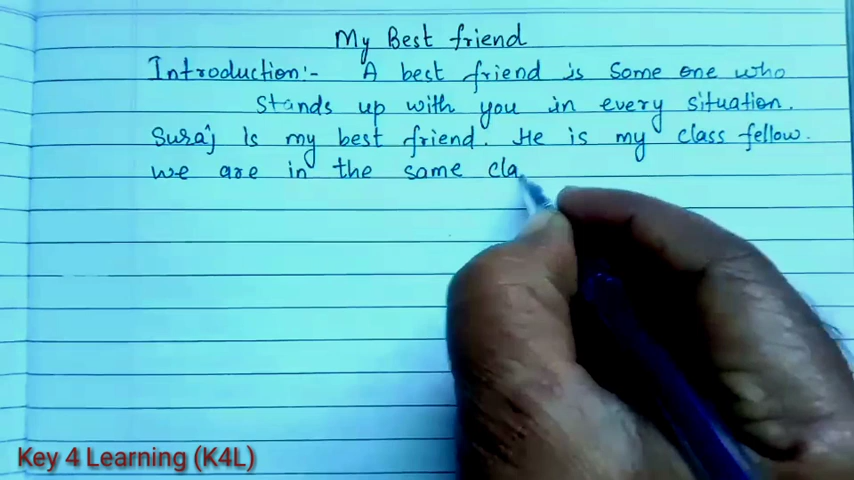 My Best friend
Introduction:- A best friend is some one who
stands up with you in every situation.
Suraj is my best friend. He is my class fellow.
we are in the same cla
Key 4 Learning (K4L)